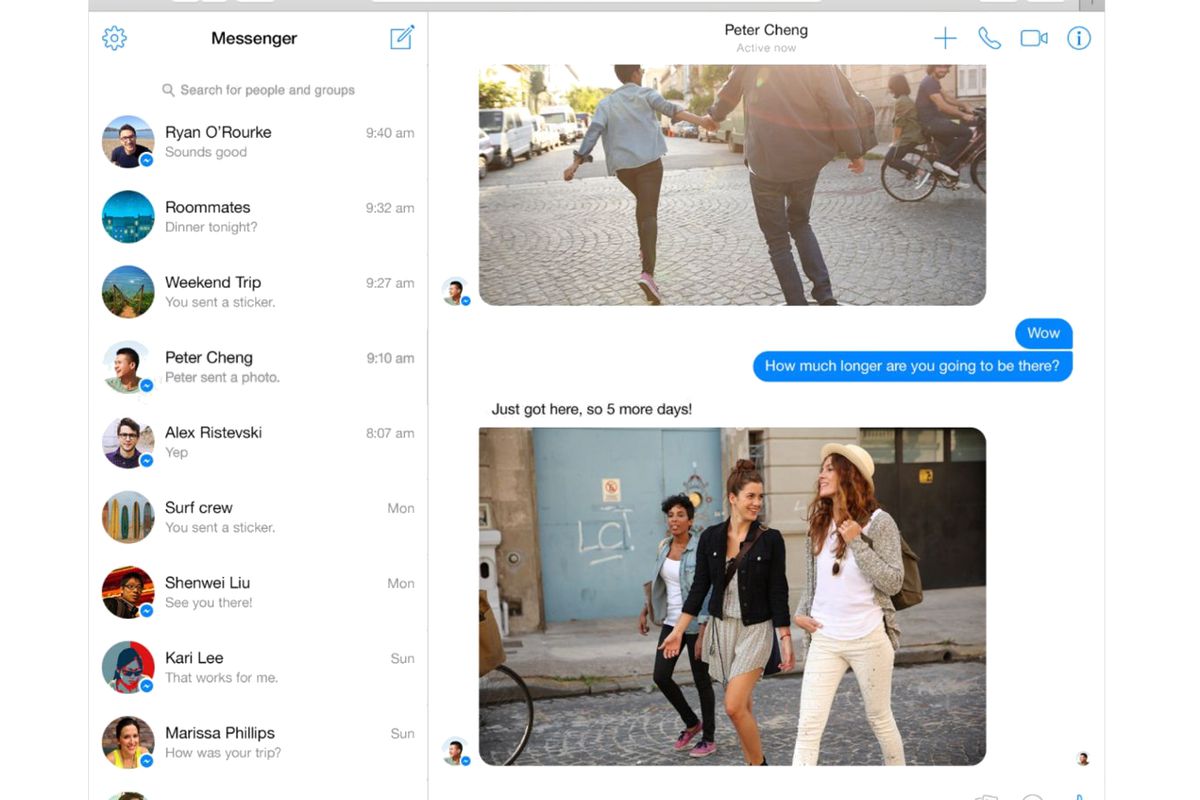 Messenger
Search for people and groups
Ryan O'Rourke 9:40 am
Sounds good
Roommates 9:32 am
Dinner tonight?
Weekend Trip 9:27 am
You sent a sticker.
Peter Cheng 9:10 am
Peter sent a photo.
Alex Ristevski 8:07 am
Yep
Surf crew Mon
You sent a sticker.
Shenwei Liu Mon
See you there!
Kari Lee Sun
That works for me.
Marissa Phillips Sun
How was your trip?
Peter Cheng
Active now
Wow
How much longer are you going to be there?
Just got here, so 5 more days!
LCT